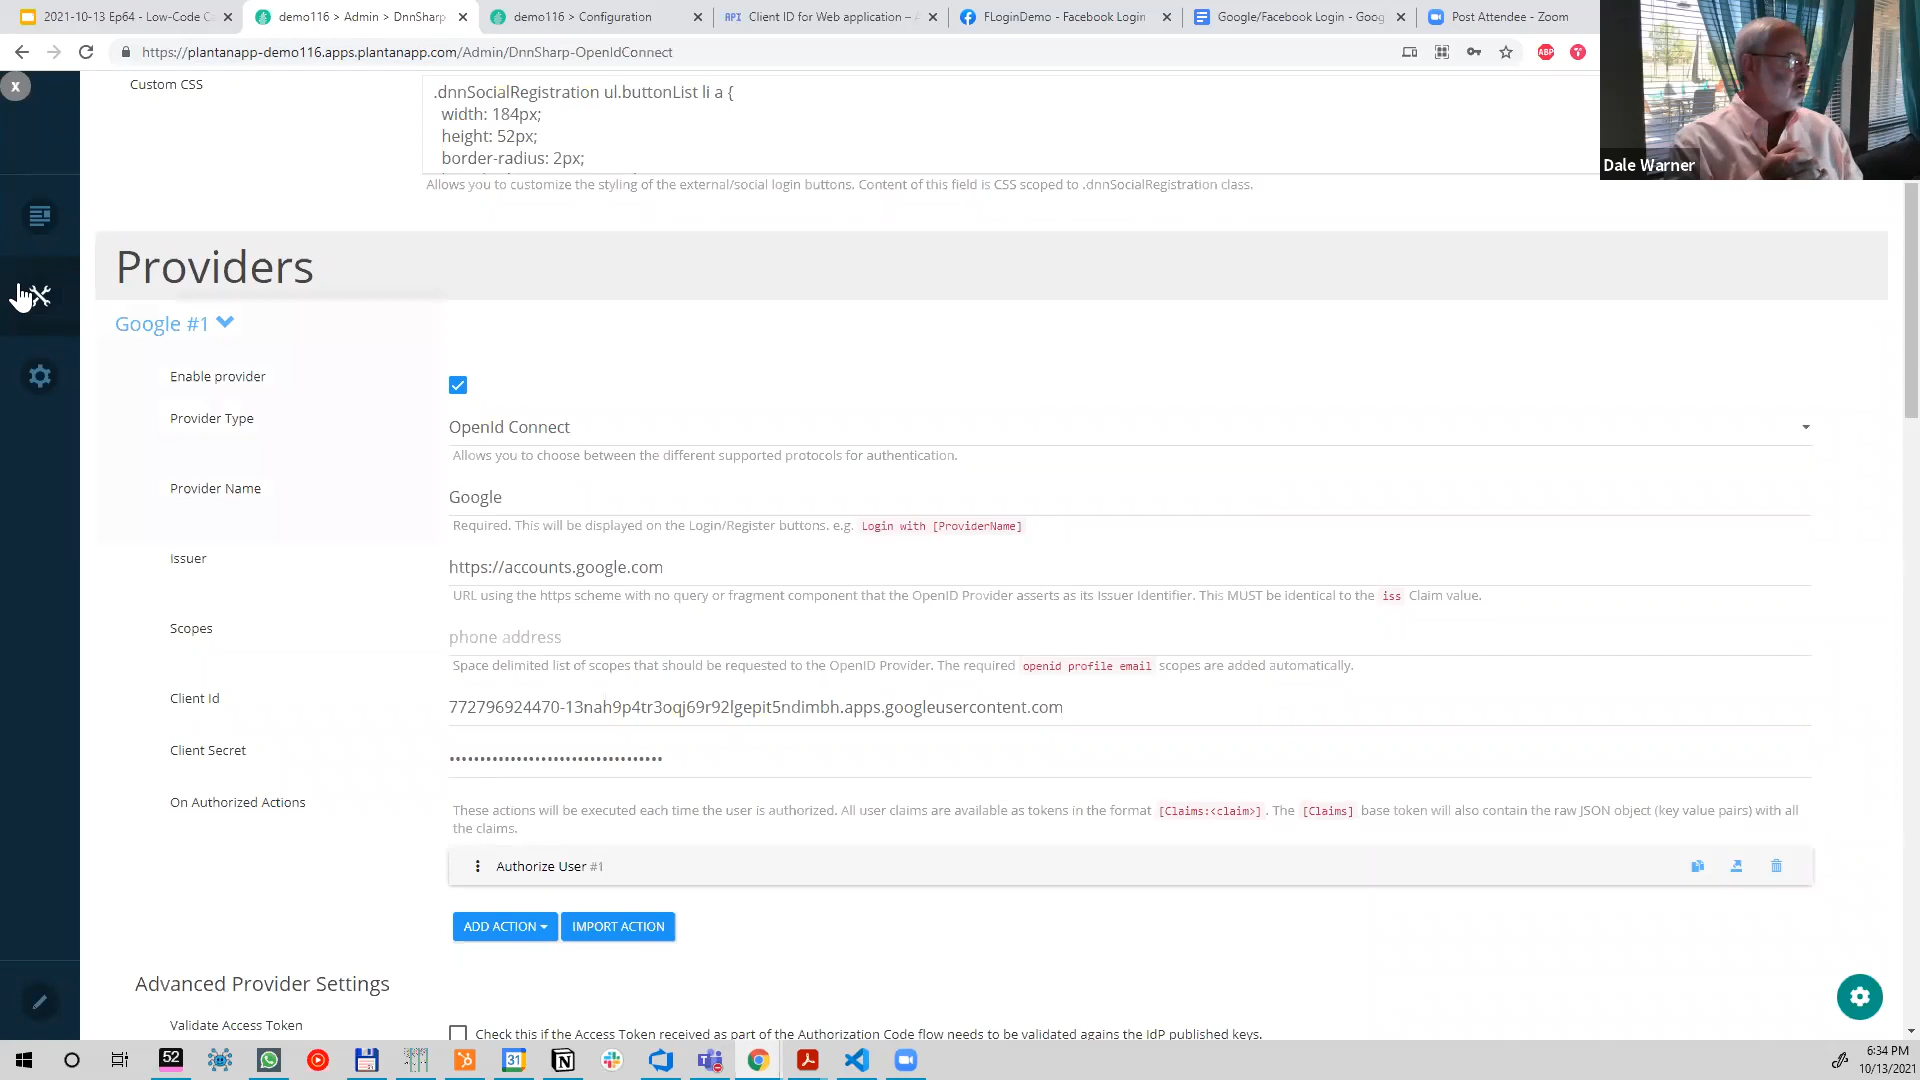 2021-10-13 Ep64 - Low-Code C
demo116 > Admin > DnnSharp
demo116 > Configuration
API Client ID for Web application –
FLoginDemo - Facebook Login
Google/Facebook Login - Goog
Post Attendee - Zoom
https://plantanapp-demo116.apps.plantanapp.com/Admin/DnnSharp-OpenIdConnect
ABP
x
Custom CSS
.dnnSocialRegistration ul.buttonList li a {
width: 184px;
height: 52px;
border-radius: 2px;
Allows you to customize the styling of the external/social login buttons. Content of this field is CSS scoped to .dnnSocialRegistration class.
Dale Warner
Providers
Google #1
Enable provider
Provider Type
OpenId Connect
Allows you to choose between the different supported protocols for authentication.
Provider Name
Google
Required. This will be displayed on the Login/Register buttons. e.g. Login with [ProviderName]
Issuer
https://accounts.google.com
URL using the https scheme with no query or fragment component that the OpenID Provider asserts as its Issuer Identifier. This MUST be identical to the iss Claim value.
Scopes
phone address
Space delimited list of scopes that should be requested to the OpenID Provider. The required openid profile email scopes are added automatically.
Client Id
772796924470-13nah9p4tr3oqj69r92lgepit5ndimbh.apps.googleusercontent.com
Client Secret
On Authorized Actions
These actions will be executed each time the user is authorized. All user claims are available as tokens in the format [Claims:<claim>]. The [Claims] base token will also contain the raw JSON object (key value pairs) with all
the claims.
Authorize User #1
ADD ACTION
IMPORT ACTION
Advanced Provider Settings
Validate Access Token
Check this if the Access Token received as part of the Authorization Code flow needs to be validated agains the IdP published keys.
52
31
6:34 PM
10/13/2021